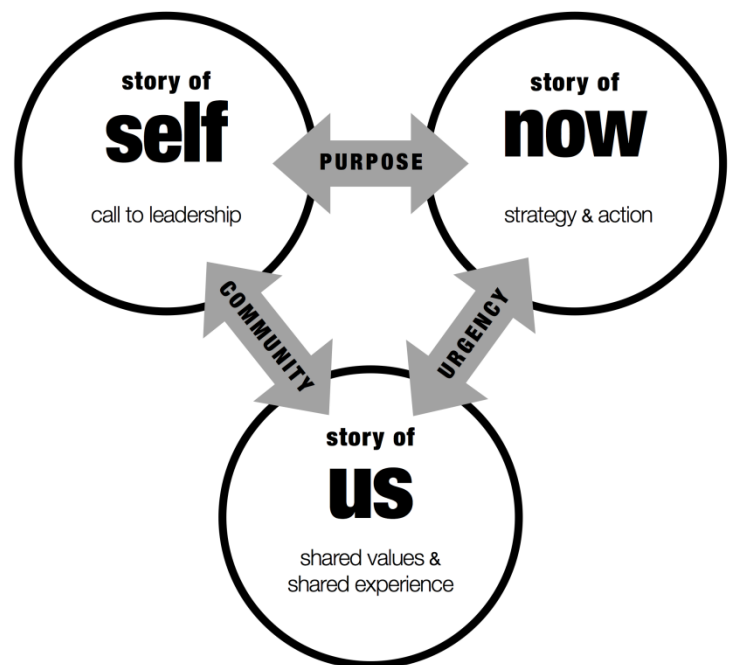 story of
self
call to leadership
PURPOSE
story of
now
strategy & action
COMMUNITY
URGENCY
story of
us
shared values &
shared experience